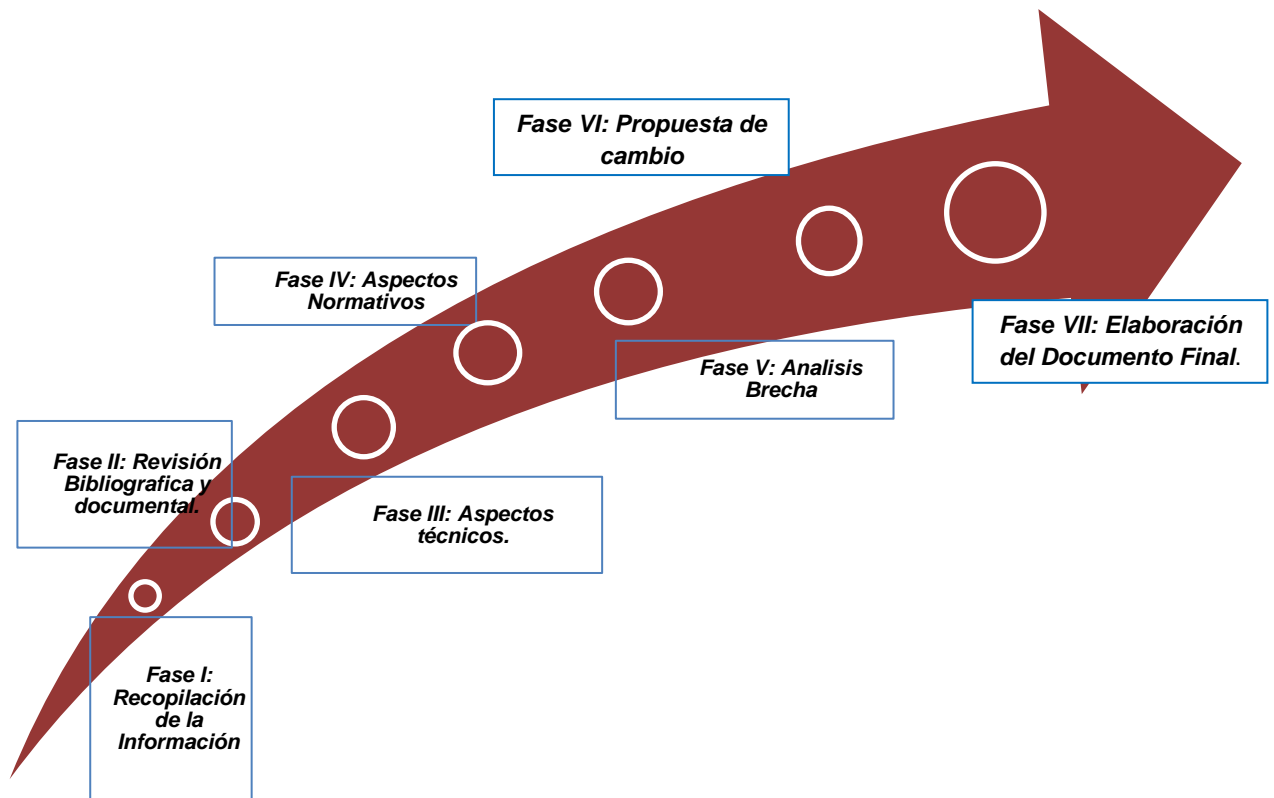 Fase VI: Propuesta de
cambio
Fase IV: Aspectos
Normativos
Fase VII: Elaboración
del Documento Final.
Fase V: Analisis
Brecha
Fase II: Revisión
Bibliografica y
documental.
Fase III: Aspectos
técnicos.
Fase I:
Recopilación
de la
Información